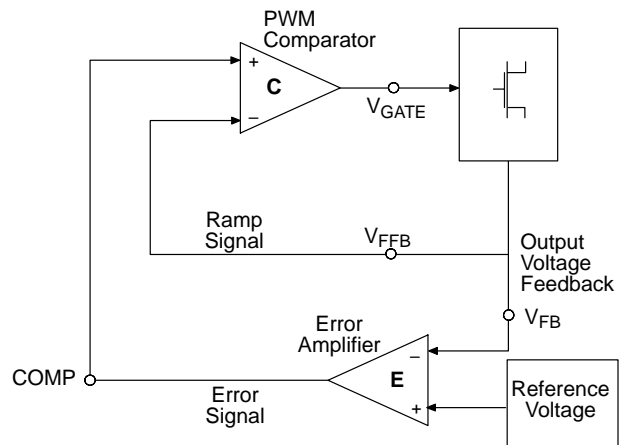 PWM
Comparator
+
C
–
VGATE
Ramp
Signal
VFFB
Output
Voltage
Feedback
VFB
Error
Amplifier
–
E
+
COMP
Error
Signal
Reference
Voltage